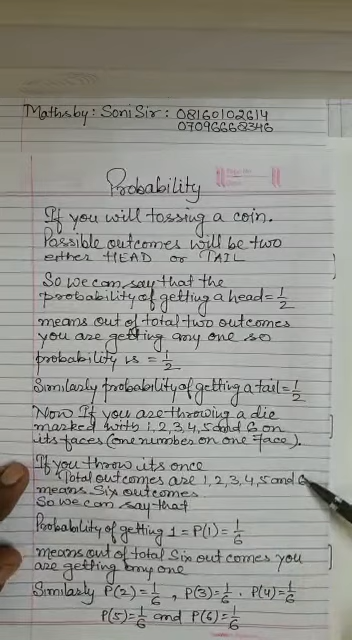 Maths by: Soni Sir: 08160102614
07096668346
Probability
If you will tossing a coin.
Possible outcomes will be two
either HEAD or TAIL
So we can say that the
probability of getting a head = 1/2
means out of total two outcomes
you are getting any one so
probability is = 1/2
Similarly probability of getting a tail = 1/2
Now If you are throwing a die
marked with 1, 2, 3, 4, 5 and 6 on
its faces (one number on one face).
If you throw its once
Total outcomes are 1, 2, 3, 4, 5 and 6
means Six outcomes
So we can say that
Probability of getting 1 = P(1) = 1/6
means out of total Six outcomes you
are getting any one
Similarly P(2) = 1/6, P(3) = 1/6. P(4) = 1/6
P(5) = 1/6 and P(6) = 1/6